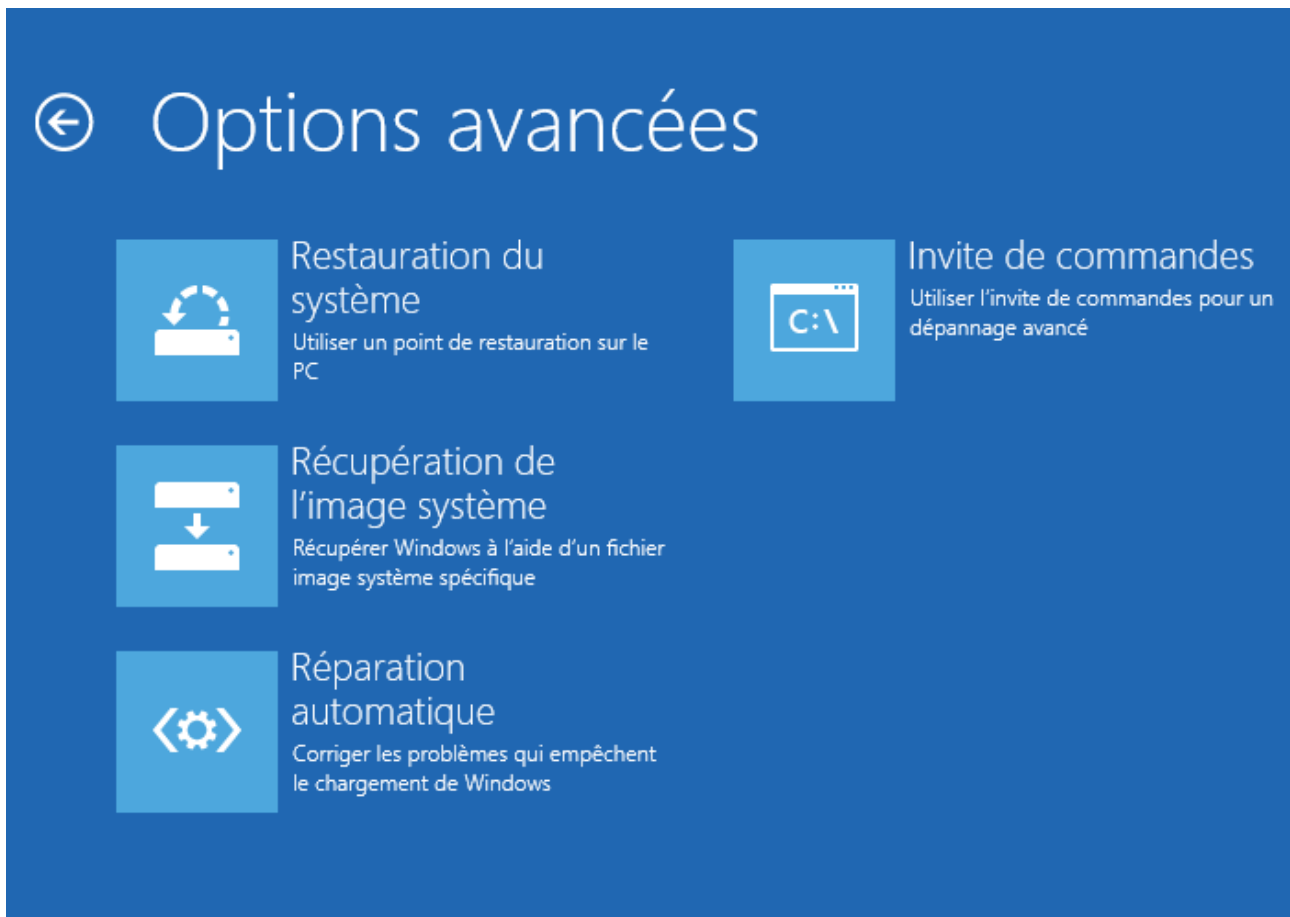 Options avancées
Restauration du
système
Utiliser un point de restauration sur le
PC
Récupération de
l'image système
Récupérer Windows à l'aide d'un fichier
image système spécifique
Réparation
automatique
Corriger les problèmes qui empêchent
le chargement de Windows
Invite de commandes
Utiliser l'invite de commandes pour un
dépannage avancé
C:\